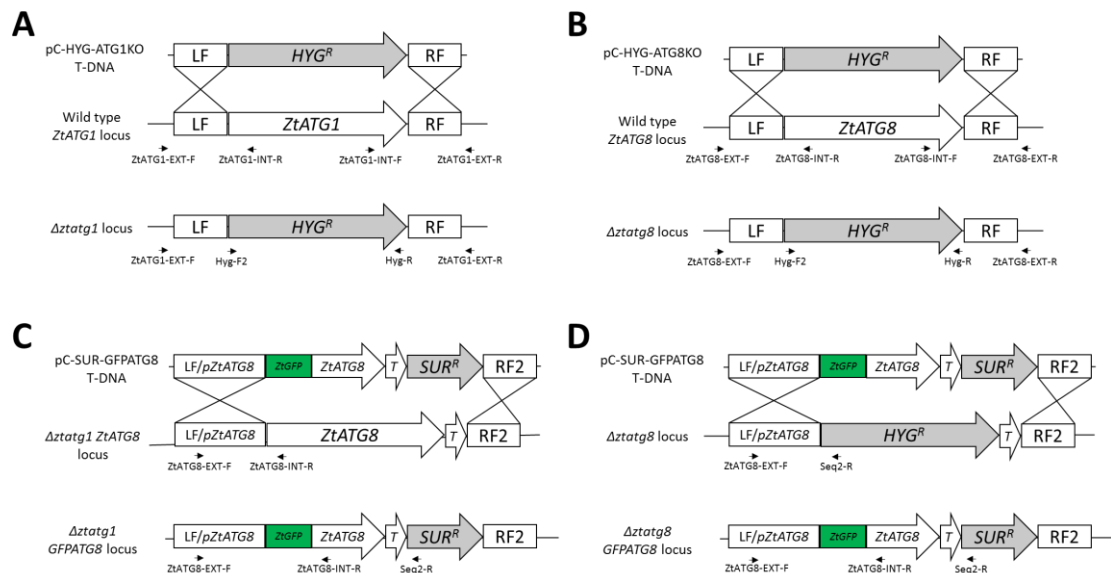 A
pC-HYG-ATG1KO
T-DNA
LF
HYG^R
RF
Wild type
ZtATG1 locus
LF
ZtATG1
RF
ZtATG1-EXT-F
ZtATG1-INT-R
ZtATG1-INT-F
ZtATG1-EXT-R
Δztatg1 locus
LF
HYG^R
RF
ZtATG1-EXT-F
Hyg-F2
Hyg-R
ZtATG1-EXT-R
B
pC-HYG-ATG8KO
T-DNA
LF
HYG^R
RF
Wild type
ZtATG8 locus
LF
ZtATG8
RF
ZtATG8-EXT-F
ZtATG8-INT-R
ZtATG8-INT-F
ZtATG8-EXT-R
Δztatg8 locus
LF
HYG^R
RF
ZtATG8-EXT-F
Hyg-F2
Hyg-R
ZtATG8-EXT-R
C
pC-SUR-GFPATG8
T-DNA
LF/pZtATG8
ZtGFP
ZtATG8
T
SUR^R
RF2
Δztatg1 ZtATG8
locus
LF/pZtATG8
ZtATG8
T
RF2
ZtATG8-EXT-F
ZtATG8-INT-R
Δztatg1
GFPATG8 locus
LF/pZtATG8
ZtGFP
ZtATG8
T
SUR^R
RF2
ZtATG8-EXT-F
ZtATG8-INT-R
Seq2-R
D
pC-SUR-GFPATG8
T-DNA
LF/pZtATG8
ZtGFP
ZtATG8
T
SUR^R
RF2
Δztatg8 locus
LF/pZtATG8
HYG^R
T
RF2
ZtATG8-EXT-F
Seq2-R
Δztatg8
GFPATG8 locus
LF/pZtATG8
ZtGFP
ZtATG8
T
SUR^R
RF2
ZtATG8-EXT-F
ZtATG8-INT-R
Seq2-R